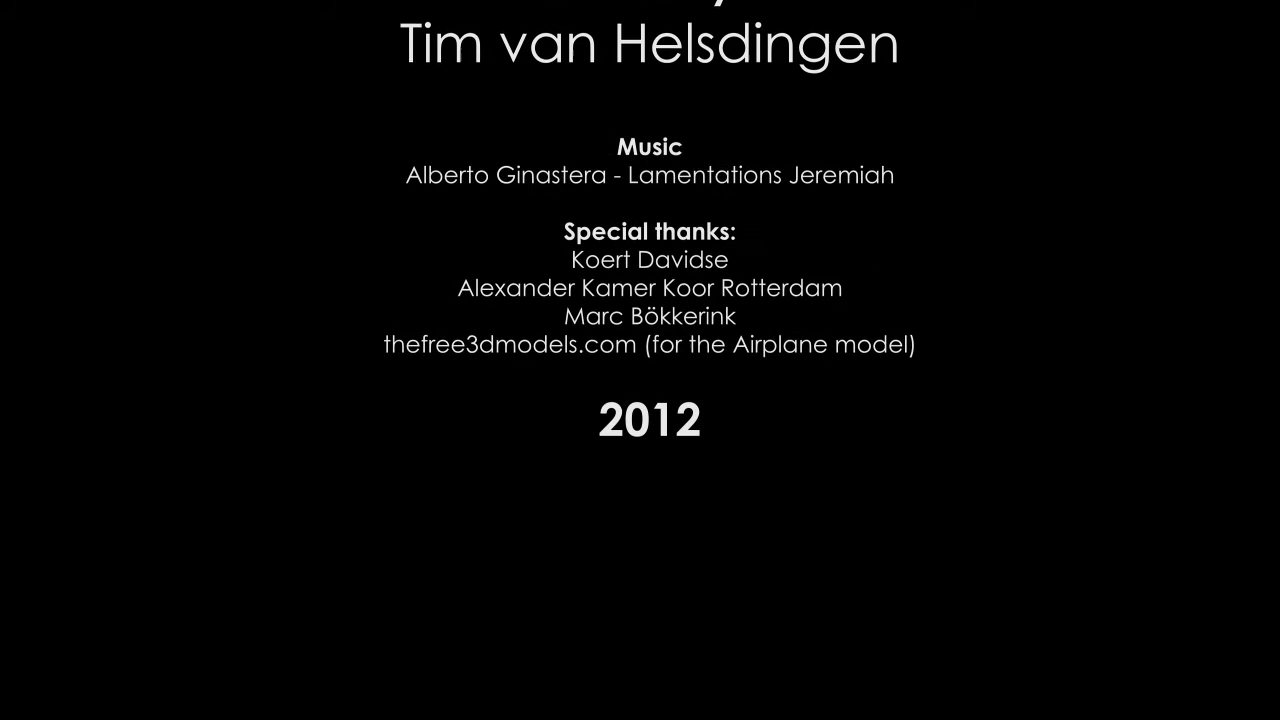 Tim van Helsdingen
Music
Alberto Ginastera - Lamentations Jeremiah
Special thanks:
Koert Davidse
Alexander Kamer Koor Rotterdam
Marc Bökkerink
thefree3dmodels.com (for the Airplane model)
2012